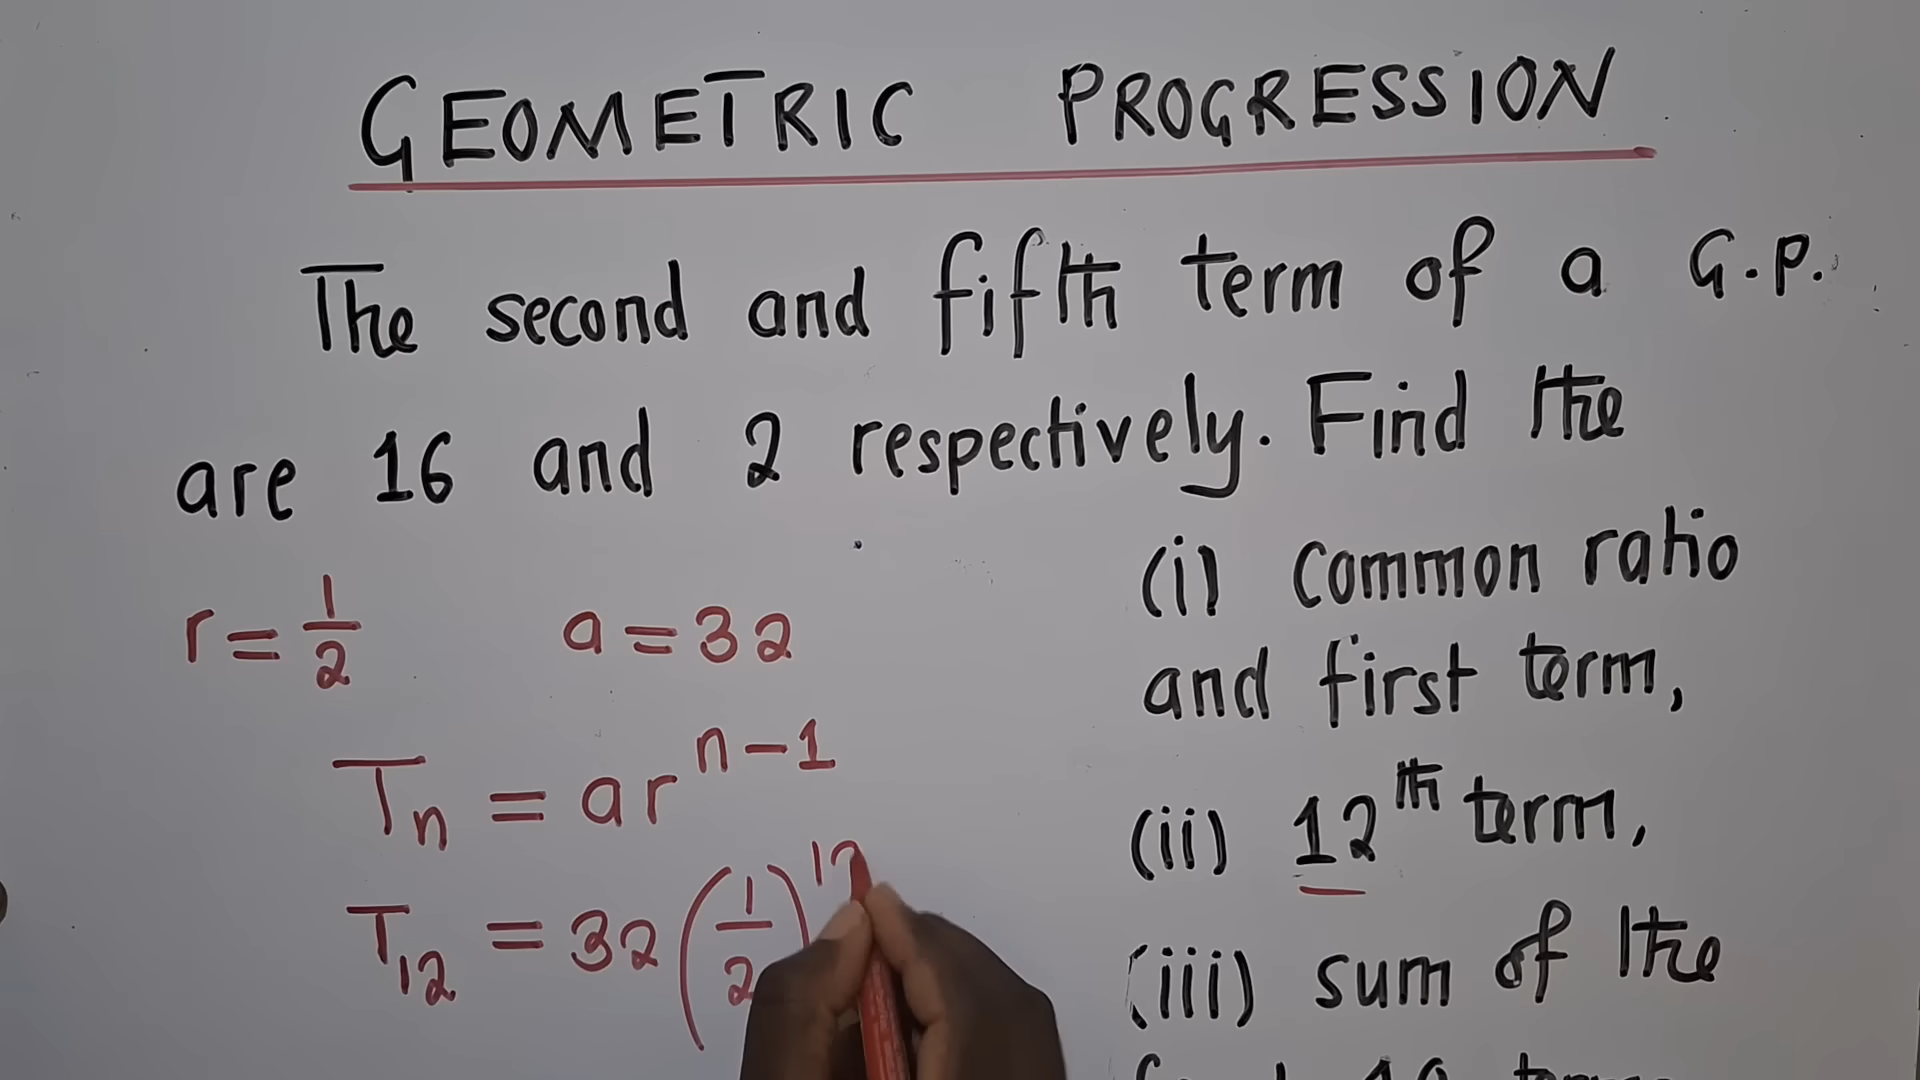 GEOMETRIC PROGRESSION
The second and fifth term of a G.P.
are 16 and 2 respectively. Find the
(i) common ratio
and first term,
(ii) 12th term,
(iii) sum of the
r = 1/2 a = 32
Tn = ar^(n-1)
T12 = 32(1/2)^12